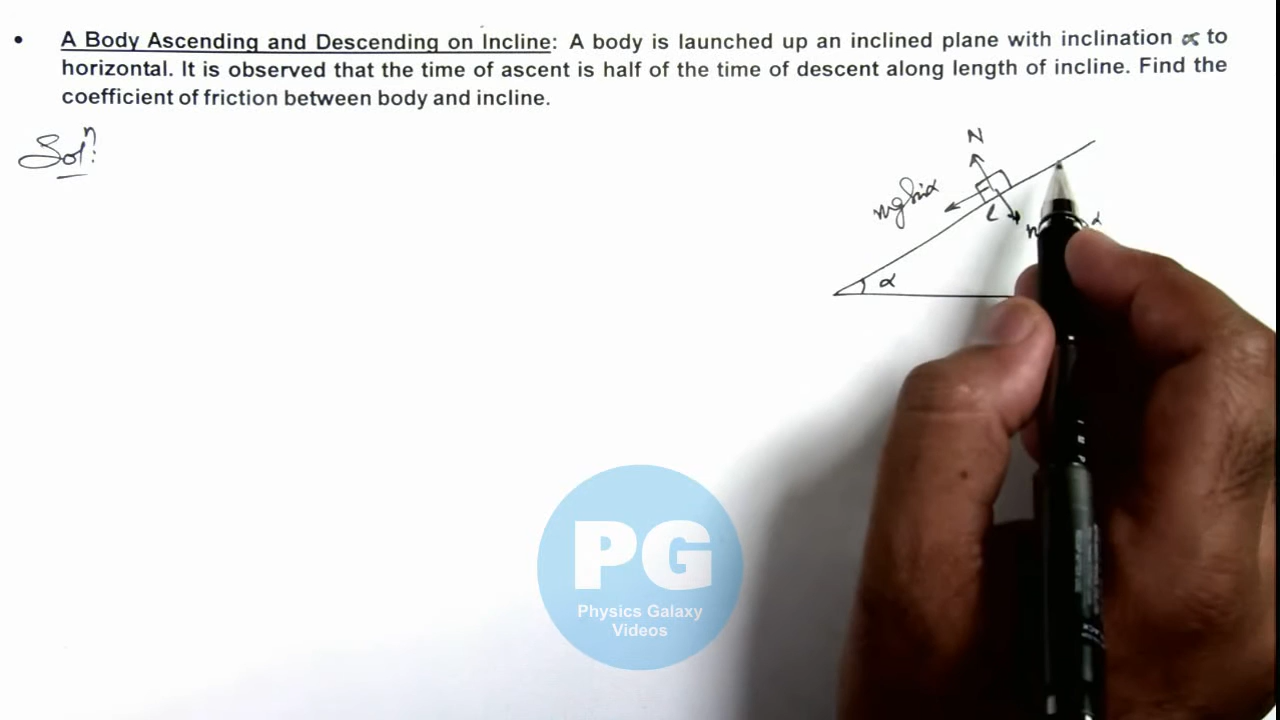 • A Body Ascending and Descending on Incline: A body is launched up an inclined plane with inclination α to
horizontal. It is observed that the time of ascent is half of the time of descent along length of incline. Find the
coefficient of friction between body and incline.
Solⁿ:
N
mg sinα
l
α
α
PG
Physics Galaxy
Videos